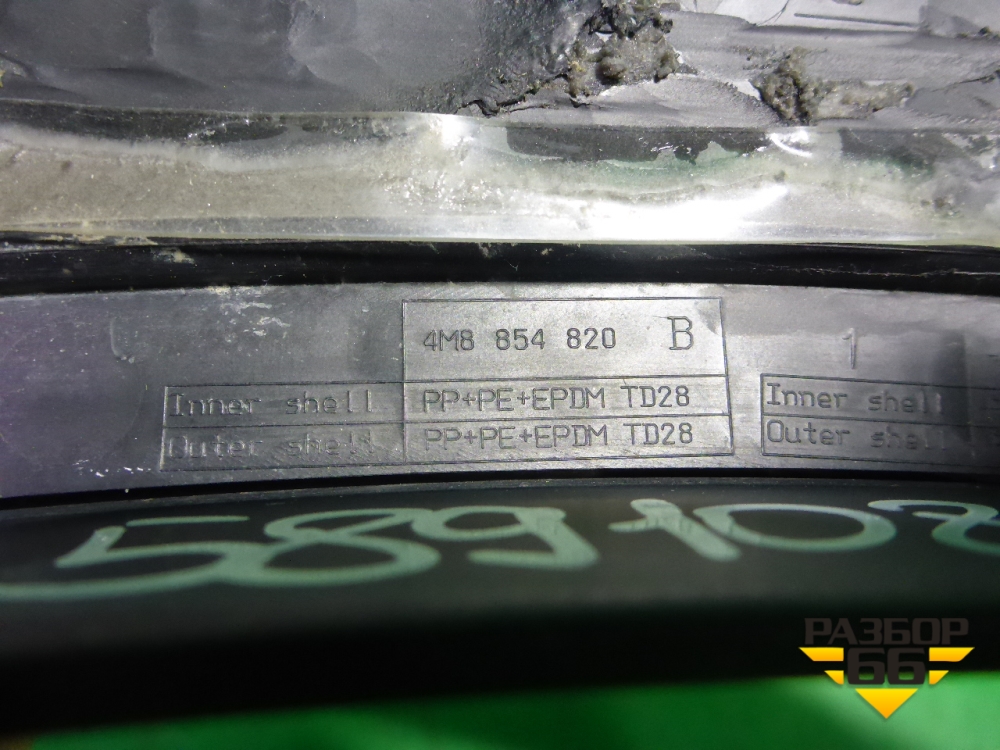 4M8 854 820 B
1
Inner shell PP+PE+EPDM TD28 Inner shell
Outer shell PP+PE+EPDM TD28 Outer shell
РАЗБОР
66